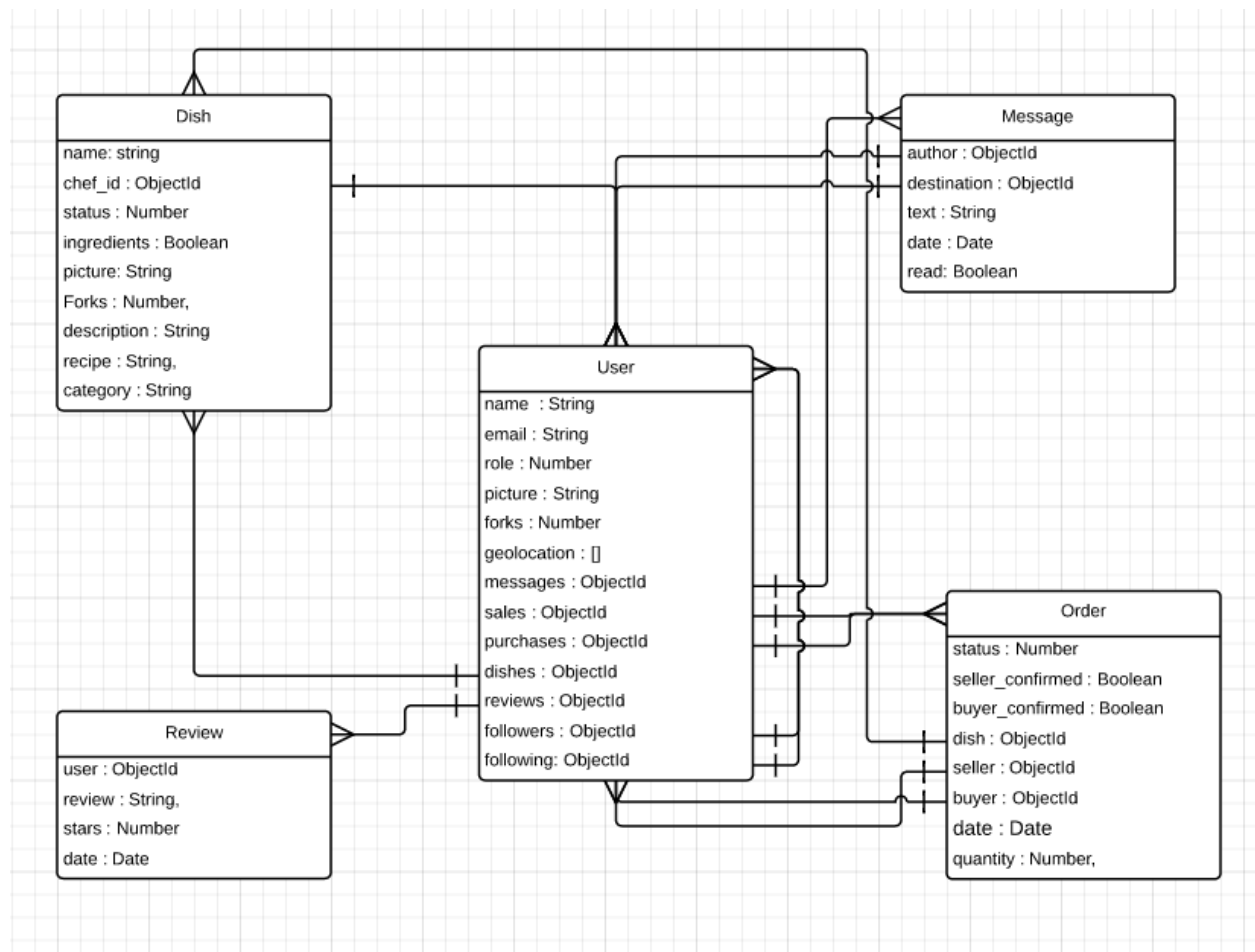 Dish
name: string
chef_id : ObjectId
status : Number
ingredients : Boolean
picture: String
Forks : Number,
description : String
recipe : String,
category : String
Message
author : ObjectId
destination : ObjectId
text : String
date : Date
read: Boolean
User
name : String
email : String
role : Number
picture : String
forks : Number
geolocation : []
messages : ObjectId
sales : ObjectId
purchases : ObjectId
dishes : ObjectId
reviews : ObjectId
followers : ObjectId
following: ObjectId
Review
user : ObjectId
review : String,
stars : Number
date : Date
Order
status : Number
seller_confirmed : Boolean
buyer_confirmed : Boolean
dish : ObjectId
seller : ObjectId
buyer : ObjectId
date : Date
quantity : Number,